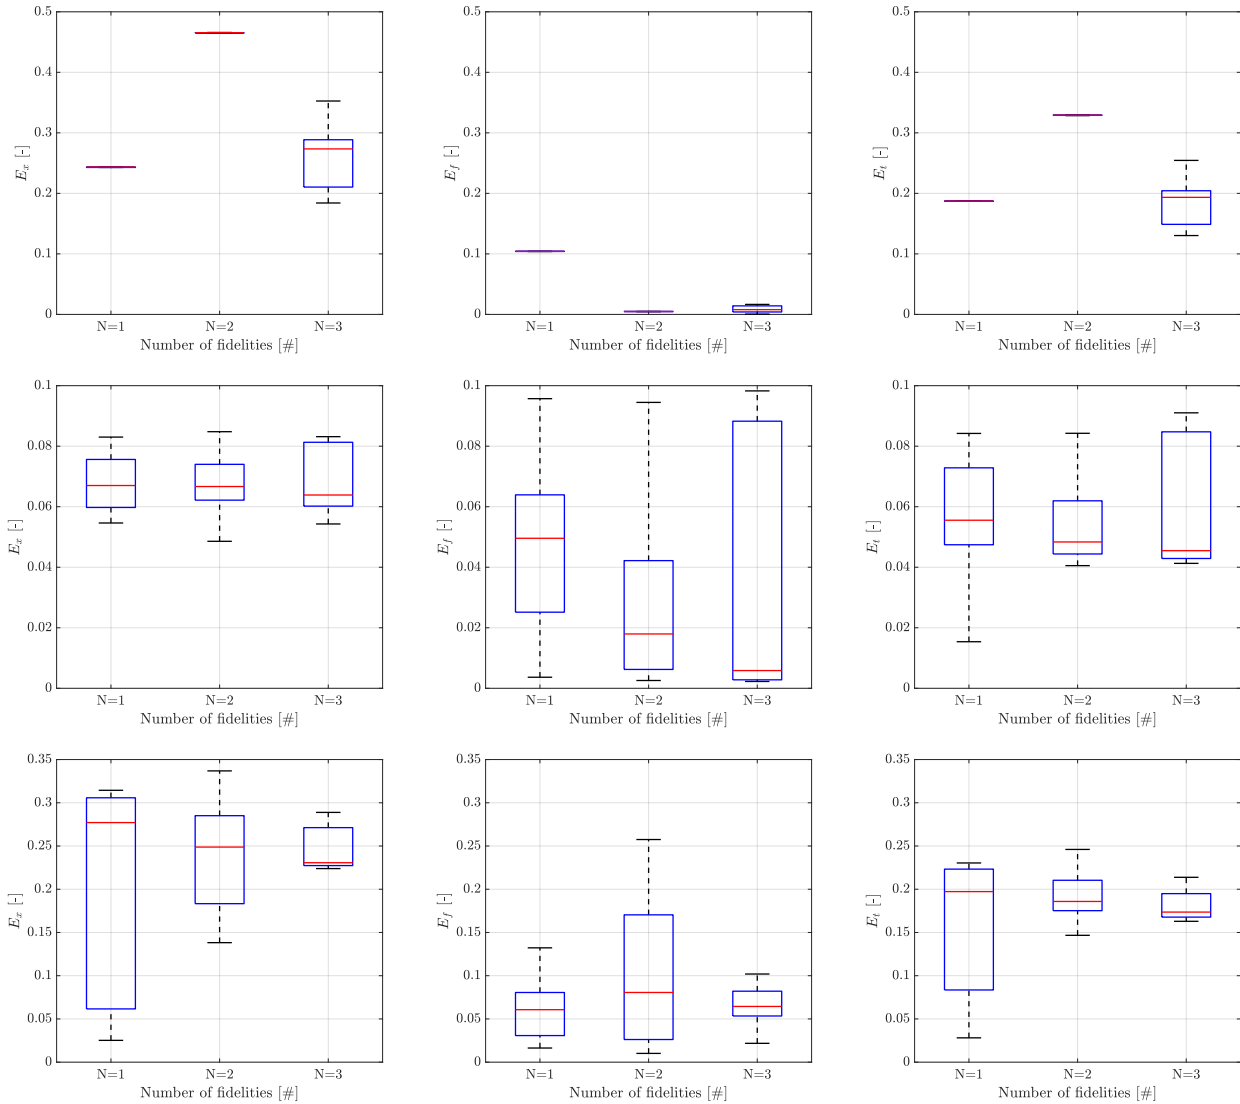 0.5
0.4
0.3
0.2
0.1
0
E_x [-]
N=1 N=2 N=3
Number of fidelities [#]
0.5
0.4
0.3
0.2
0.1
0
E_f [-]
N=1 N=2 N=3
Number of fidelities [#]
0.5
0.4
0.3
0.2
0.1
0
E_t [-]
N=1 N=2 N=3
Number of fidelities [#]
0.1
0.08
0.06
0.04
0.02
0
E_x [-]
N=1 N=2 N=3
Number of fidelities [#]
0.1
0.08
0.06
0.04
0.02
0
E_f [-]
N=1 N=2 N=3
Number of fidelities [#]
0.1
0.08
0.06
0.04
0.02
0
E_t [-]
N=1 N=2 N=3
Number of fidelities [#]
0.35
0.3
0.25
0.2
0.15
0.1
0.05
0
E_x [-]
N=1 N=2 N=3
Number of fidelities [#]
0.35
0.3
0.25
0.2
0.15
0.1
0.05
0
E_f [-]
N=1 N=2 N=3
Number of fidelities [#]
0.35
0.3
0.25
0.2
0.15
0.1
0.05
0
E_t [-]
N=1 N=2 N=3
Number of fidelities [#]